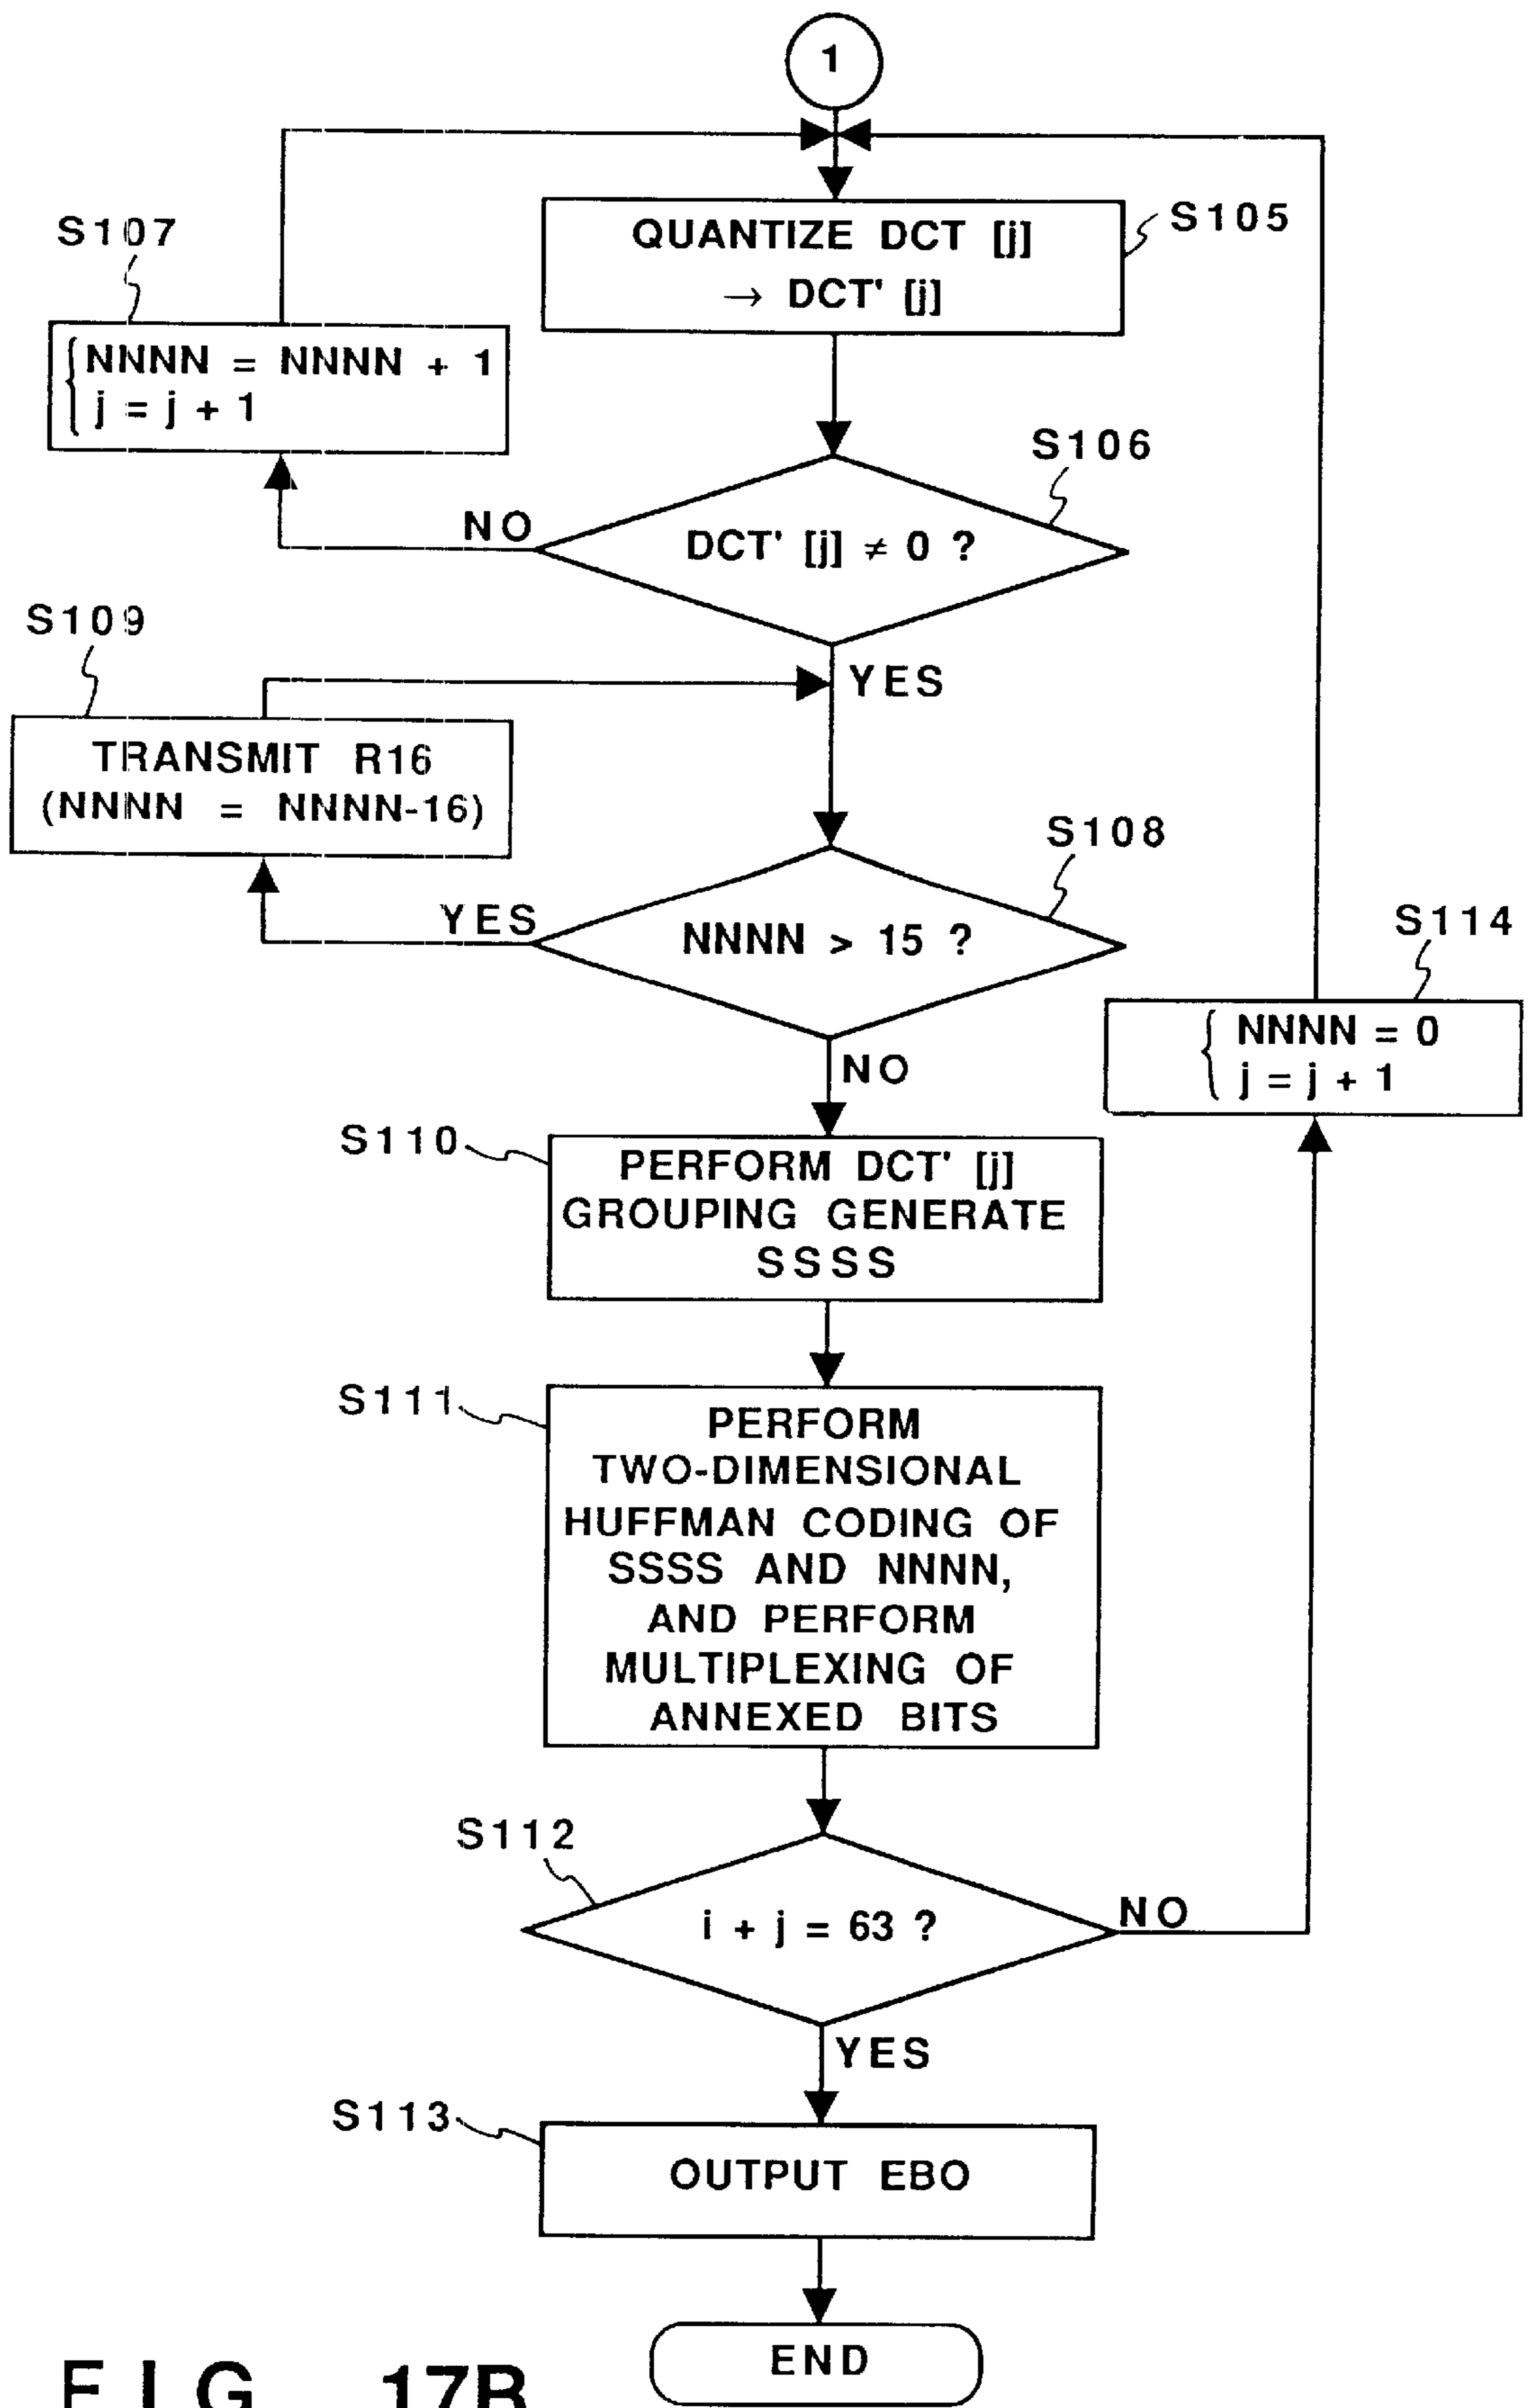 1
QUANTIZE DCT [j]
→ DCT' [j]
S105
S107
NNNN = NNNN + 1
j = j + 1
S106
DCT' [j] ≠ 0 ?
NO
YES
S109
TRANSMIT R16
(NNNN = NNNN-16)
S108
NNNN > 15 ?
YES
NO
S114
NNNN = 0
j = j + 1
S110
PERFORM DCT' [j]
GROUPING GENERATE
SSSS
S111
PERFORM
TWO-DIMENSIONAL
HUFFMAN CODING OF
SSSS AND NNNN,
AND PERFORM
MULTIPLEXING OF
ANNEXED BITS
S112
i + j = 63 ?
NO
YES
S113
OUTPUT EBO
END
FIG. 17B